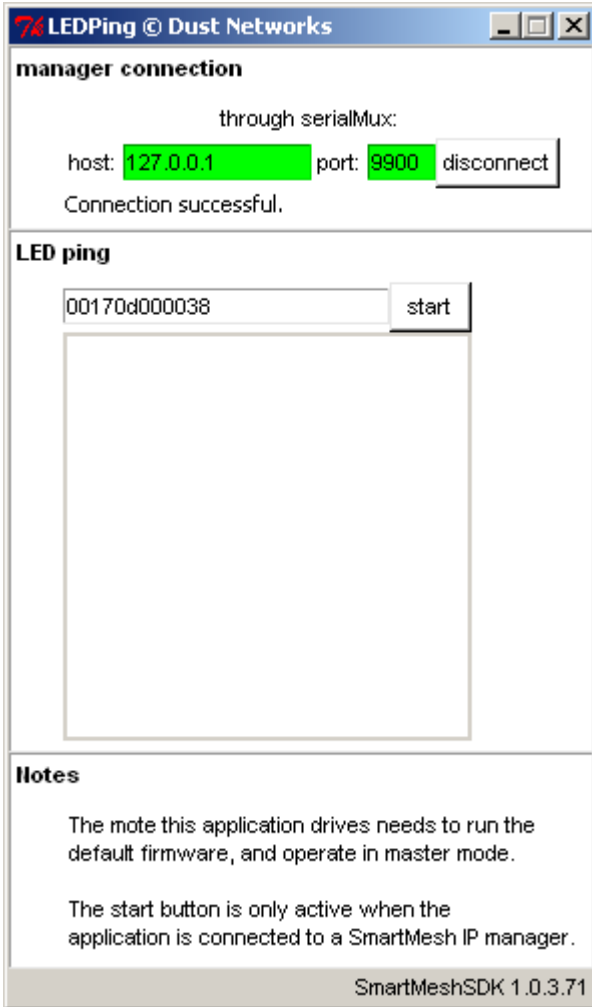 LEDPing © Dust Networks
manager connection
through serialMux:
host: 127.0.0.1 port: 9900 disconnect
Connection successful.
LED ping
00170d000038 start
Notes
The mote this application drives needs to run the
default firmware, and operate in master mode.
The start button is only active when the
application is connected to a SmartMesh IP manager.
SmartMeshSDK 1.0.3.71